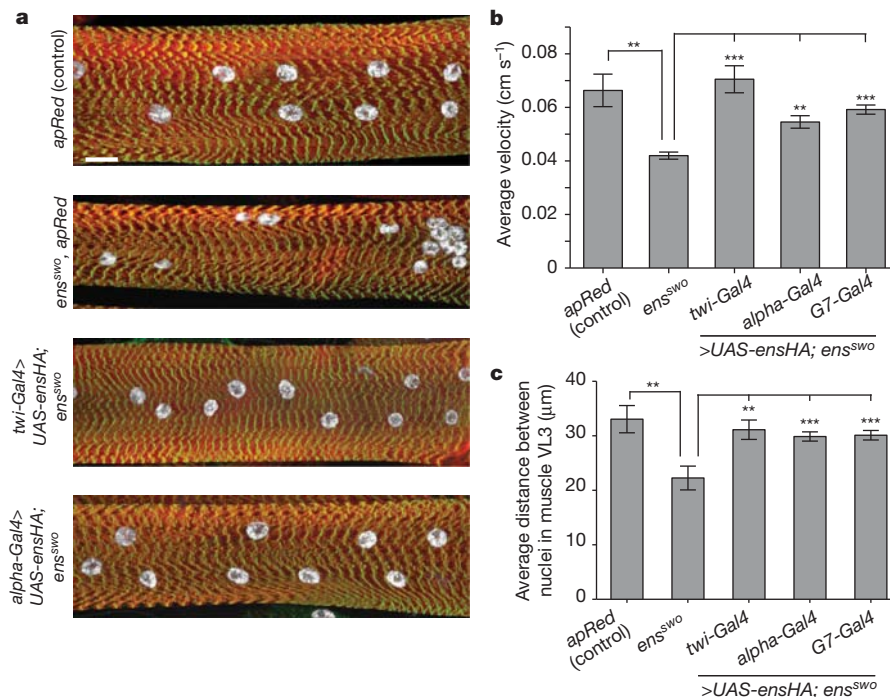 a
apRed (control)
ens^swo, apRed
twi-Gal4>
UAS-ensHA;
ens^swo
alpha-Gal4>
UAS-ensHA;
ens^swo
b
Average velocity (cm s⁻¹)
0.08
0.06
0.04
0.02
0
**
***
**
***
apRed
(control)
ens^swo
twi-Gal4
alpha-Gal4
G7-Gal4
>UAS-ensHA; ens^swo
c
Average distance between
nuclei in muscle VL3 (μm)
40
30
20
10
0
**
**
***
***
apRed
(control)
ens^swo
twi-Gal4
alpha-Gal4
G7-Gal4
>UAS-ensHA; ens^swo